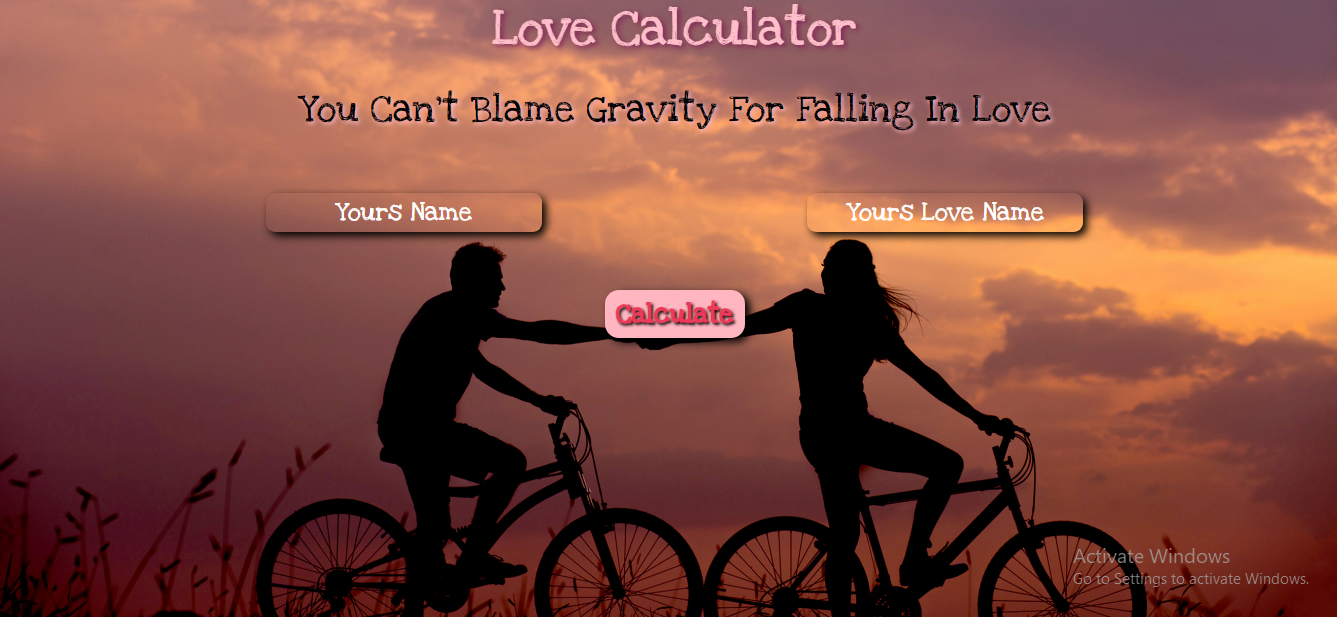 Love Calculator
You Can't Blame Gravity For Falling In Love
Yours Name
Yours Love Name
Calculate
Activate Windows
Go to Settings to activate Windows.